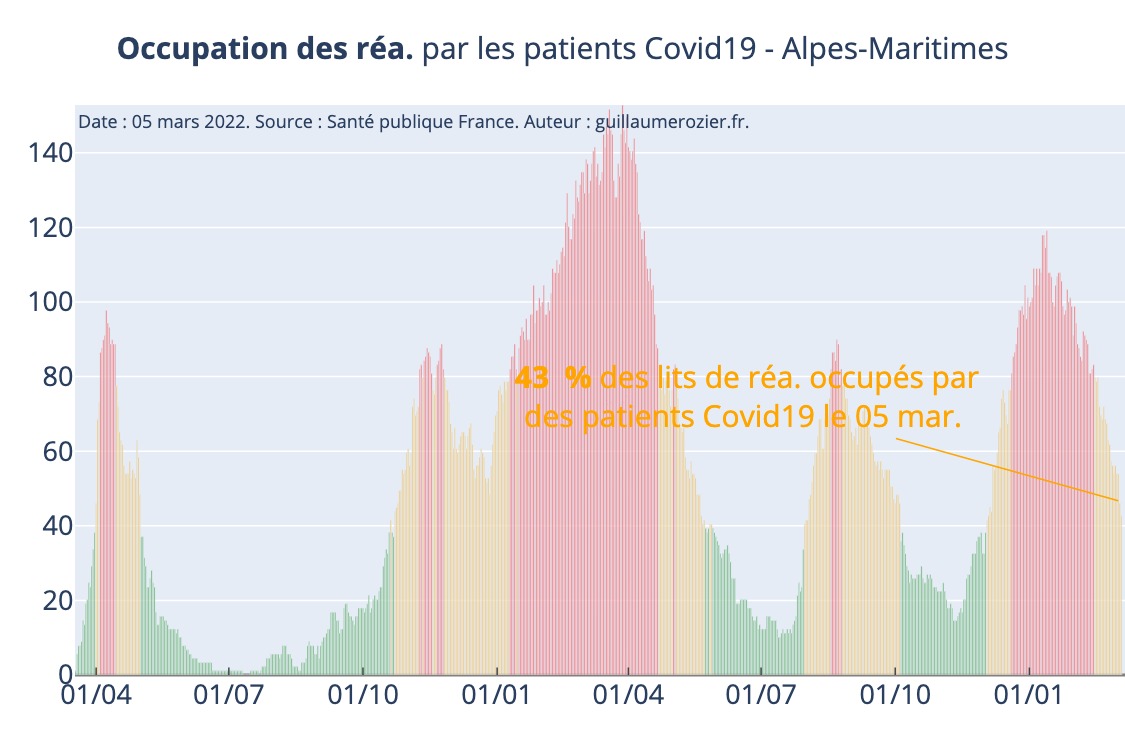 Occupation des réa. par les patients Covid19 - Alpes-Maritimes
Date : 05 mars 2022. Source : Santé publique France. Auteur : guillaumerozier.fr.
140
120
100
80
60
40
20
0
43 % des lits de réa. occupés par
des patients Covid19 le 05 mar.
01/04 01/07 01/10 01/01 01/04 01/07 01/10 01/01